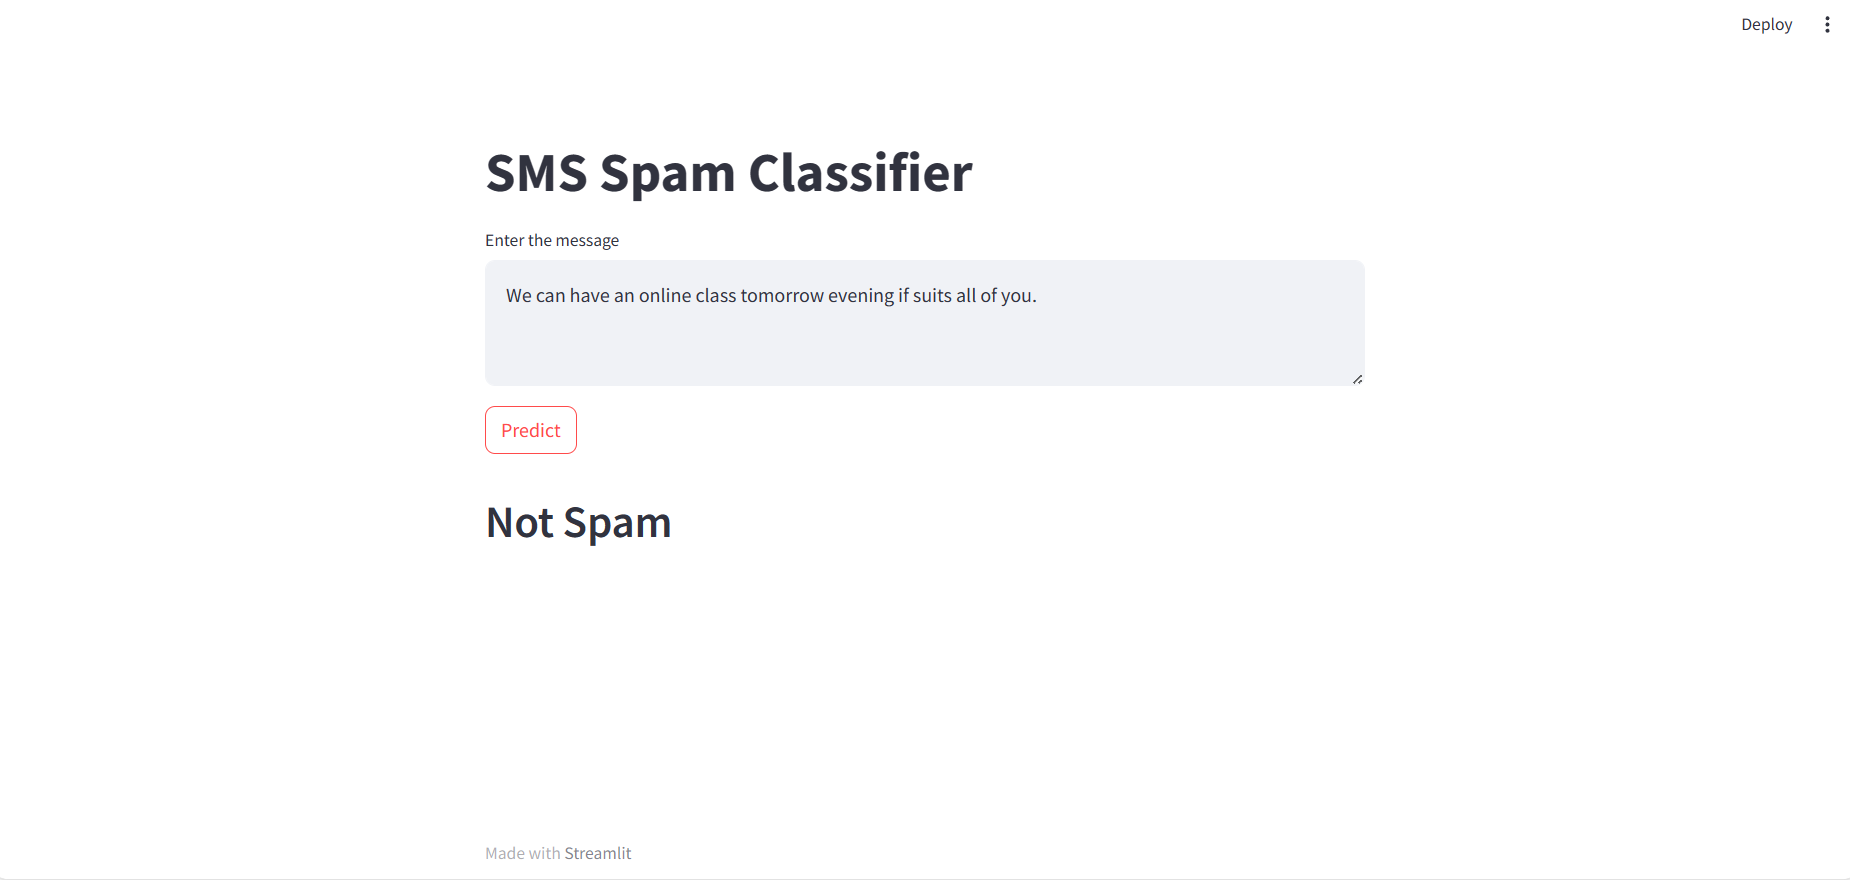 Deploy
SMS Spam Classifier
Enter the message
We can have an online class tomorrow evening if suits all of you.
Predict
Not Spam
Made with Streamlit